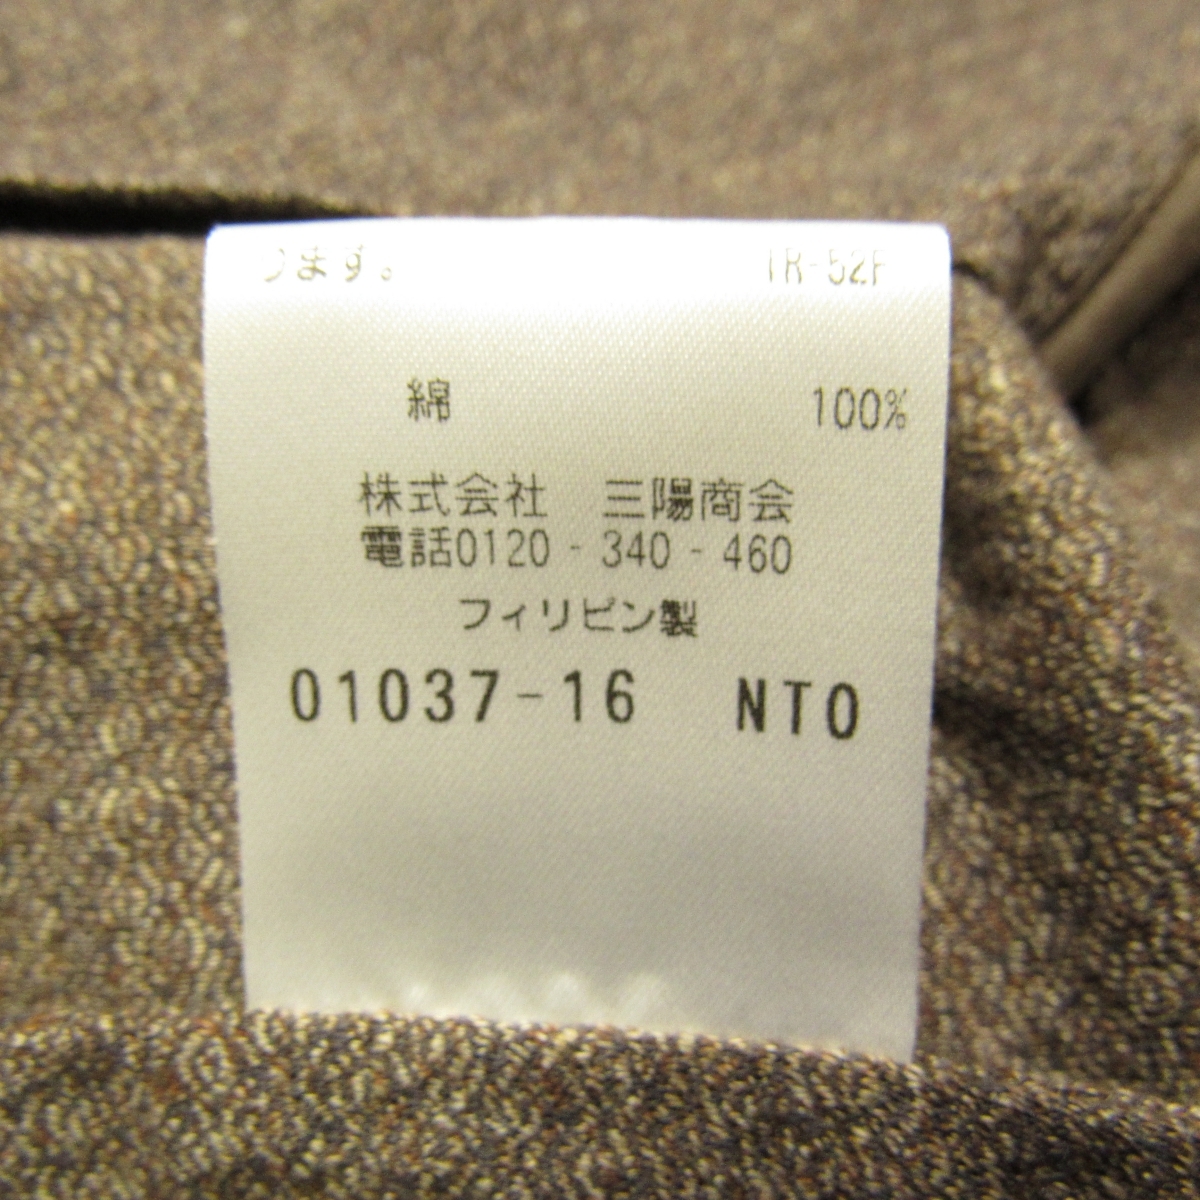 ります。 TR-52F
綿 100%
株式会社 三陽商会
電話0120-340-460
フィリピン製
01037-16 NTO